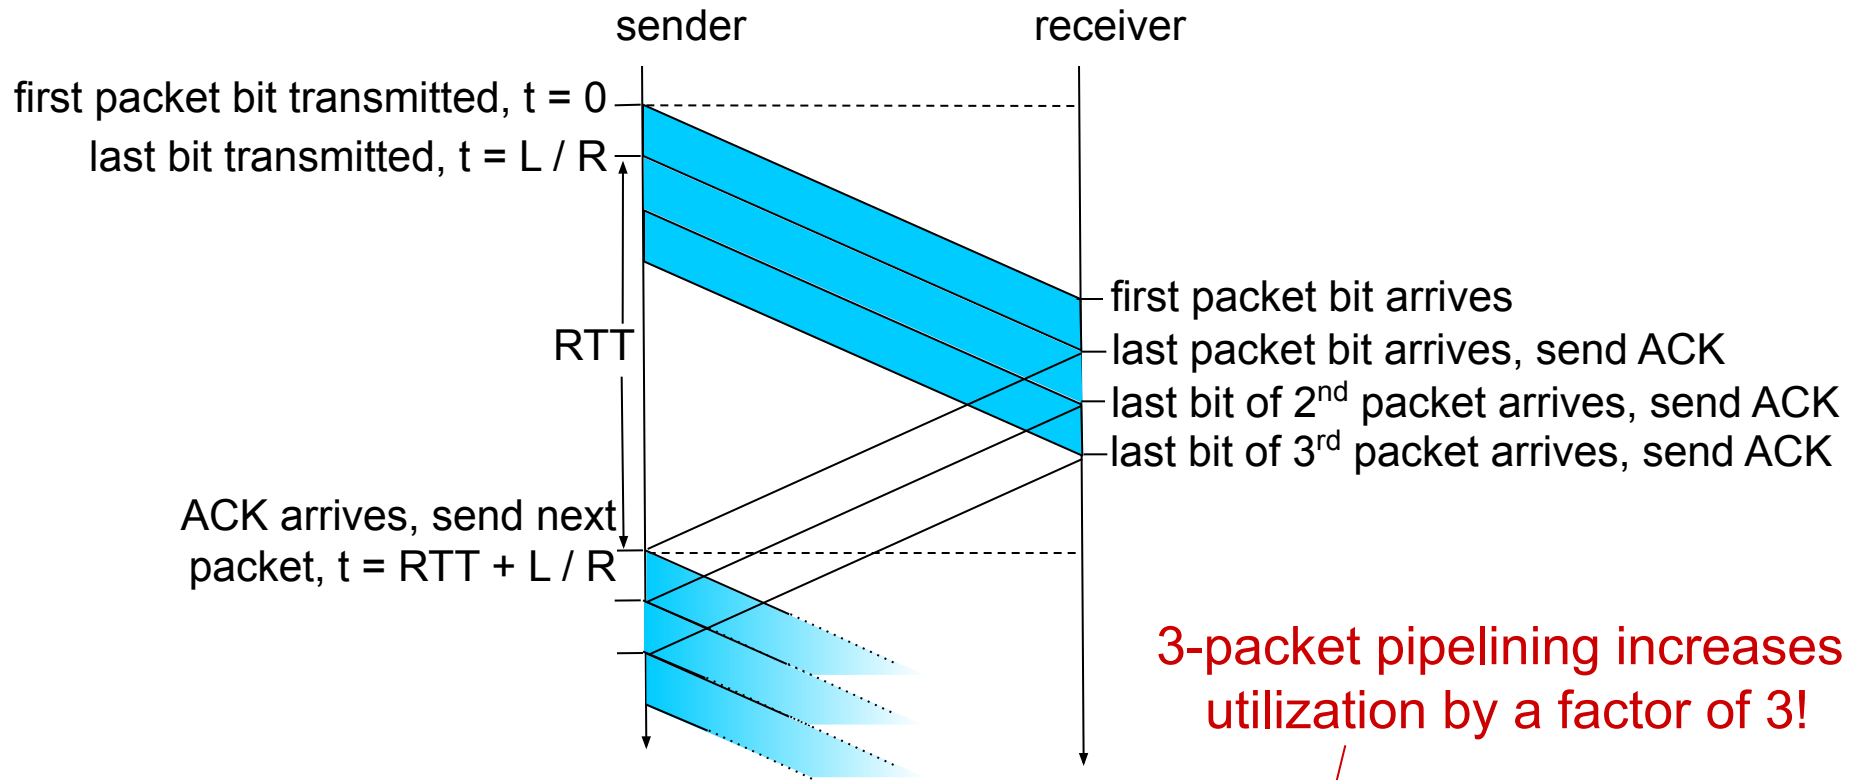 sender
receiver
first packet bit transmitted, t = 0
last bit transmitted, t = L / R
RTT
first packet bit arrives
last packet bit arrives, send ACK
last bit of 2nd packet arrives, send ACK
last bit of 3rd packet arrives, send ACK
ACK arrives, send next
packet, t = RTT + L / R
3-packet pipelining increases
utilization by a factor of 3!